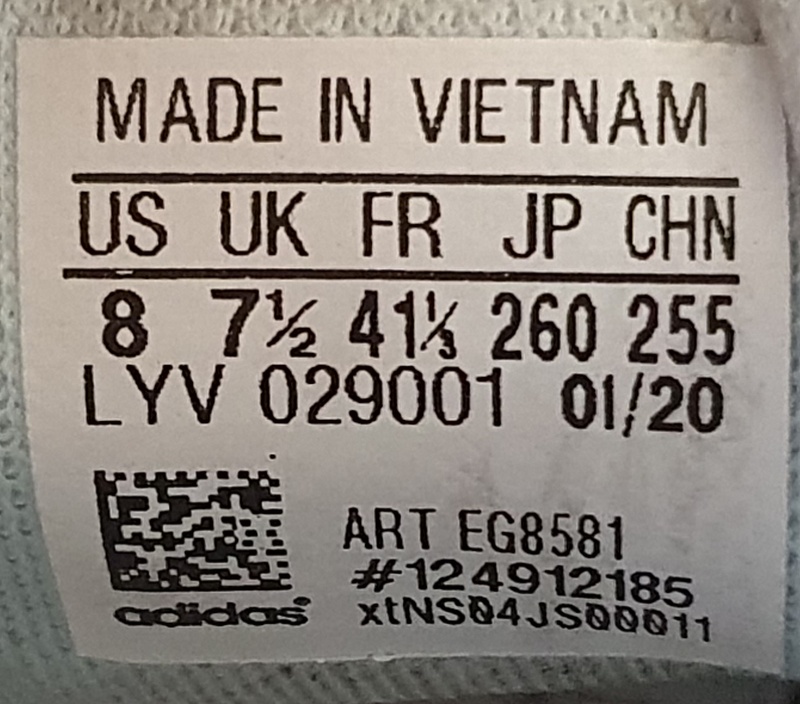 MADE IN VIETNAM
US UK FR JP CHN
8 7½ 41⅓ 260 255
LYV 029001 01/20
ART EG8581
#124912185
adidas xtNS04JS00011